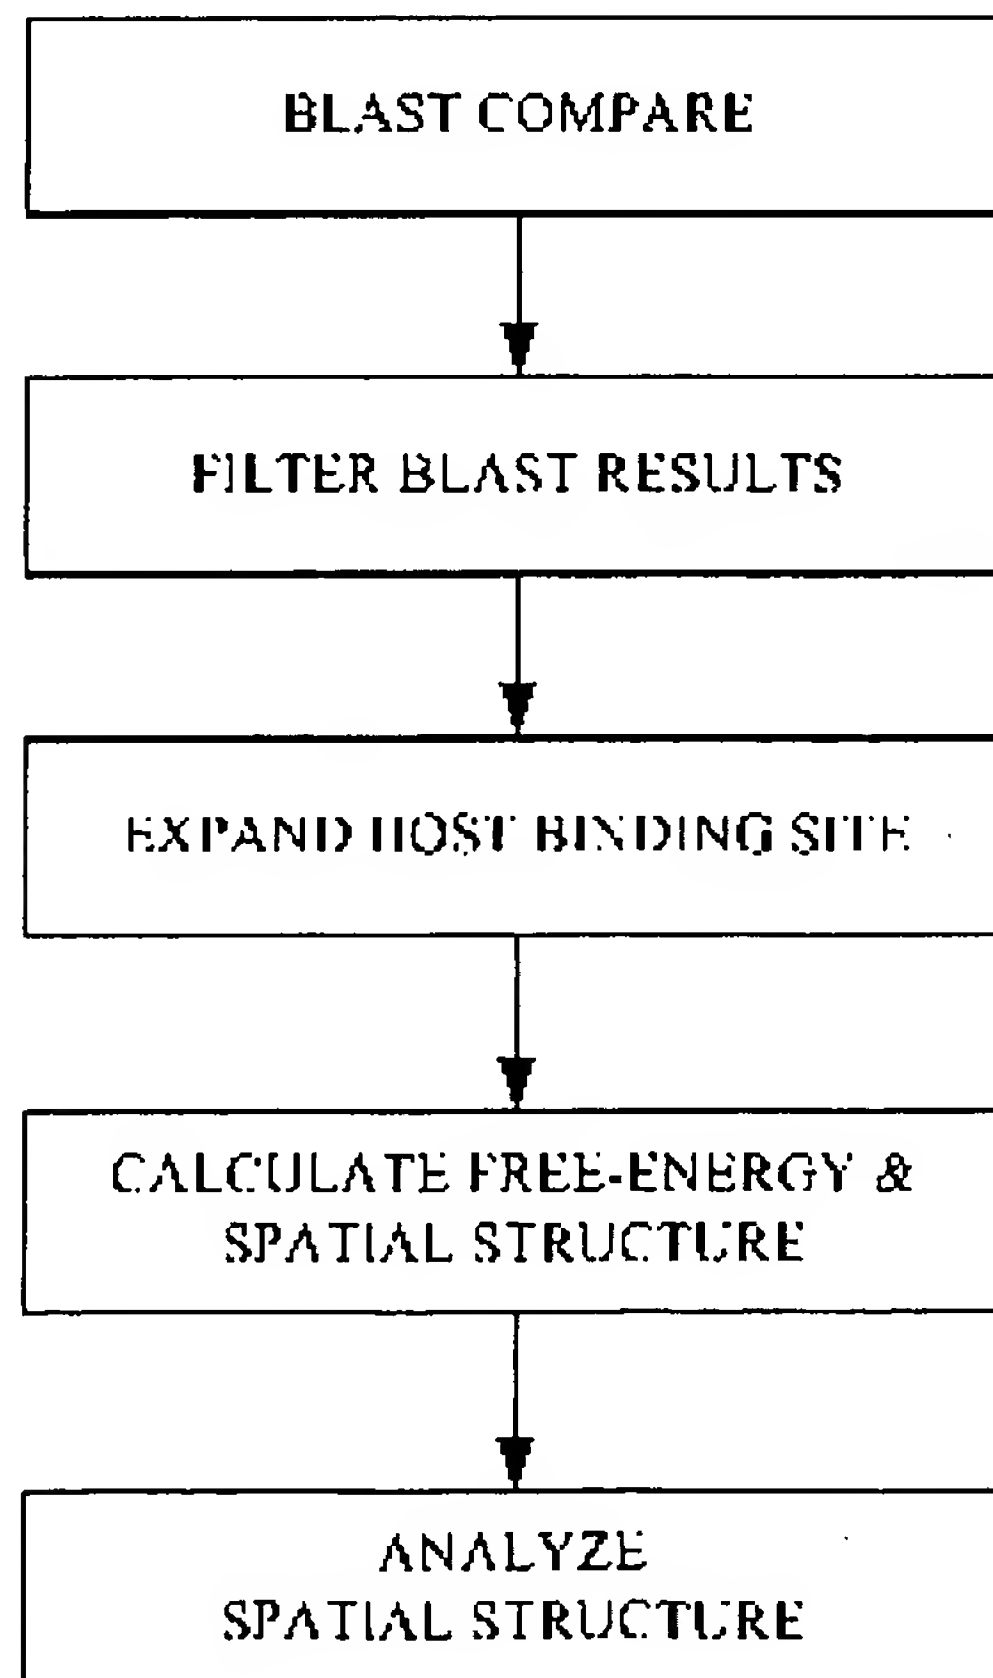 BLAST COMPARE
FILTER BLAST RESULTS
EXPAND HOST BINDING SITE
CALCULATE FREE-ENERGY &
SPATIAL STRUCTURE
ANALYZE
SPATIAL STRUCTURE